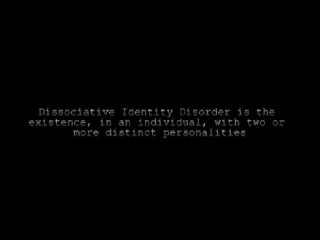 Dissociative Identity Disorder is the
existence, in an individual, with two or
more distinct personalities